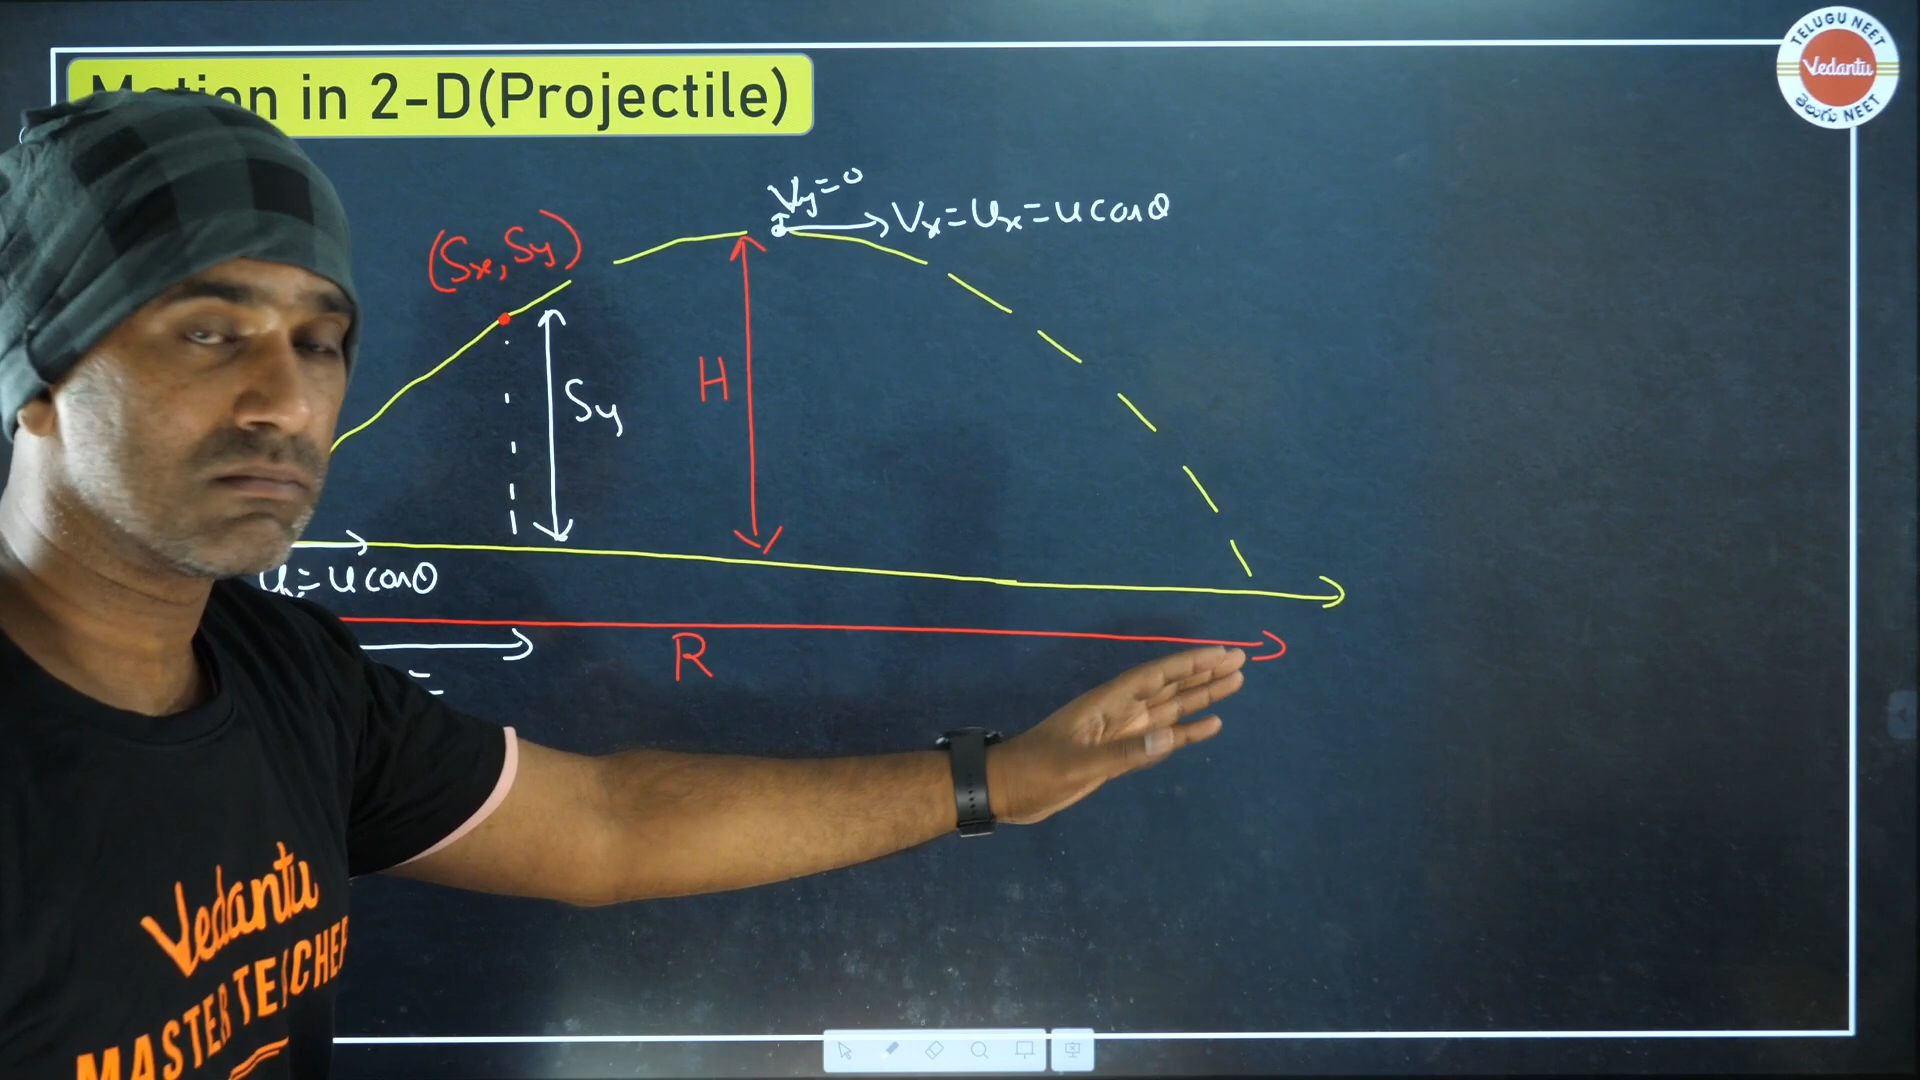 Motion in 2-D(Projectile)
TELUGU NEET
Vedantu
తెలుగు NEET
Vy=0
Vx=Ux=ucosθ
(Sx,Sy)
H
Sy
=ucosθ
R
=
Vedantu
MASTER TEACHER